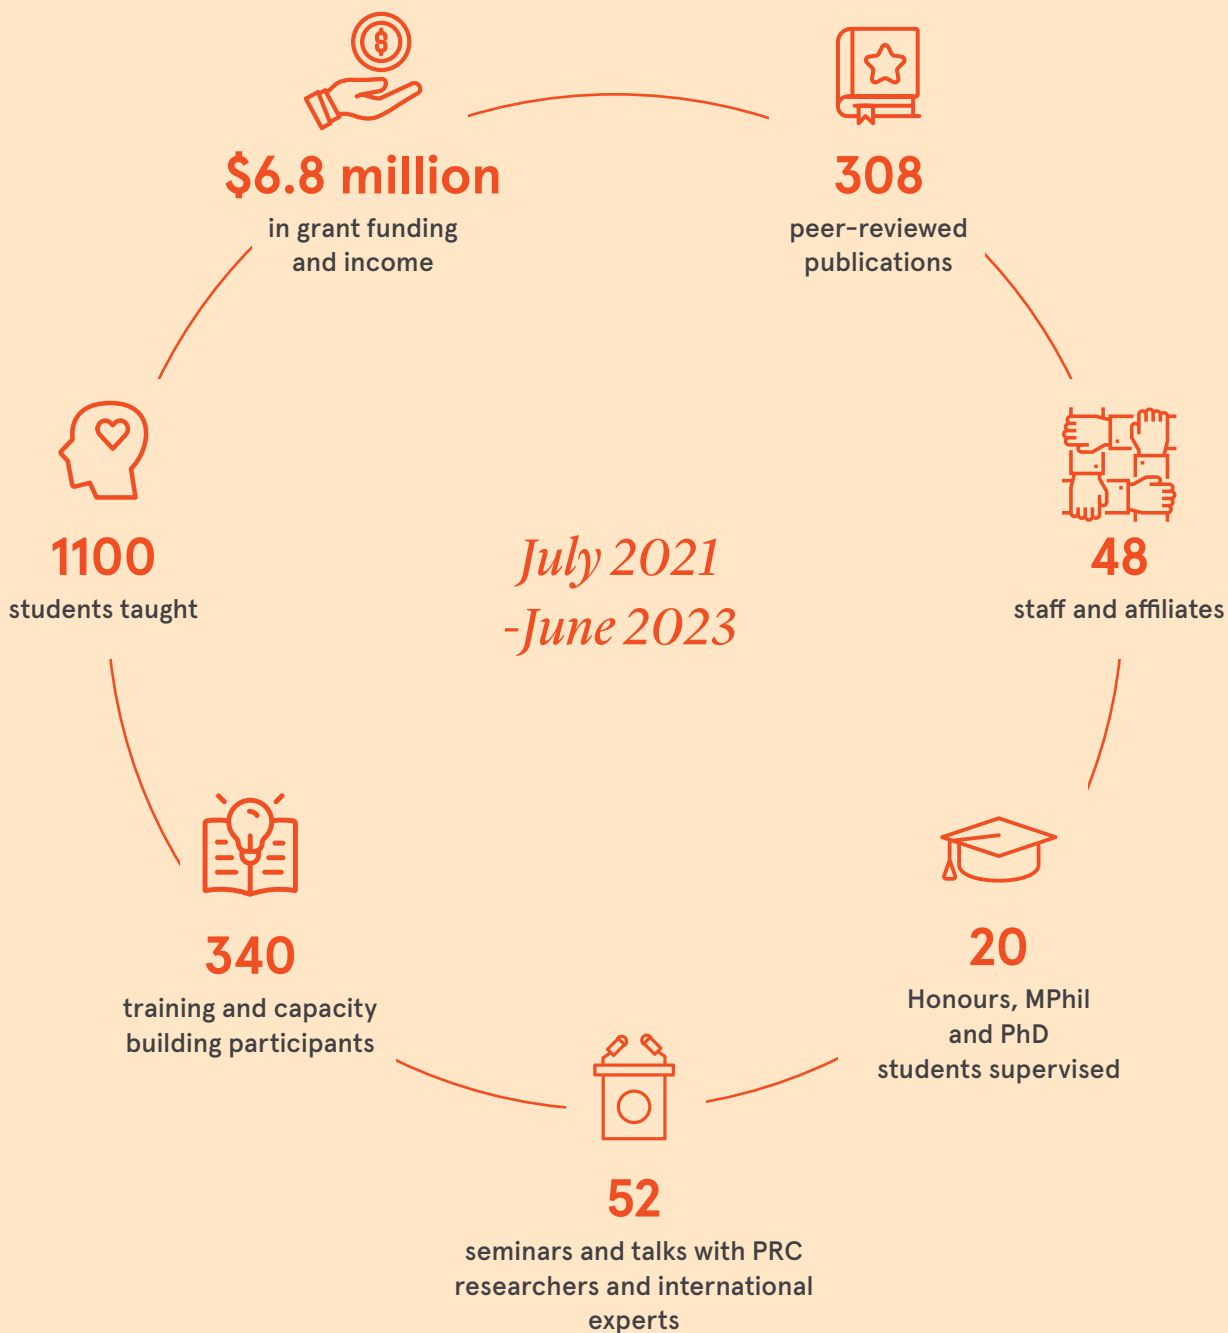 $6.8 million
in grant funding
and income
308
peer-reviewed
publications
1100
students taught
July 2021
-June 2023
48
staff and affiliates
340
training and capacity
building participants
20
Honours, MPhil
and PhD
students supervised
52
seminars and talks with PRC
researchers and international
experts